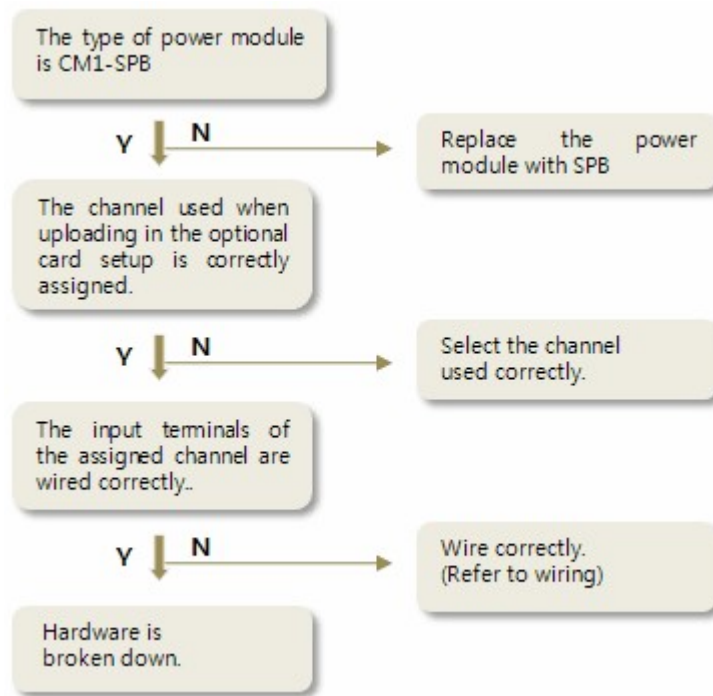 The type of power module
is CM1-SPB
Y N
Replace the power
module with SPB
The channel used when
uploading in the optional
card setup is correctly
assigned.
Y N
Select the channel
used correctly.
The input terminals of
the assigned channel are
wired correctly..
Y N
Wire correctly.
(Refer to wiring)
Hardware is
broken down.